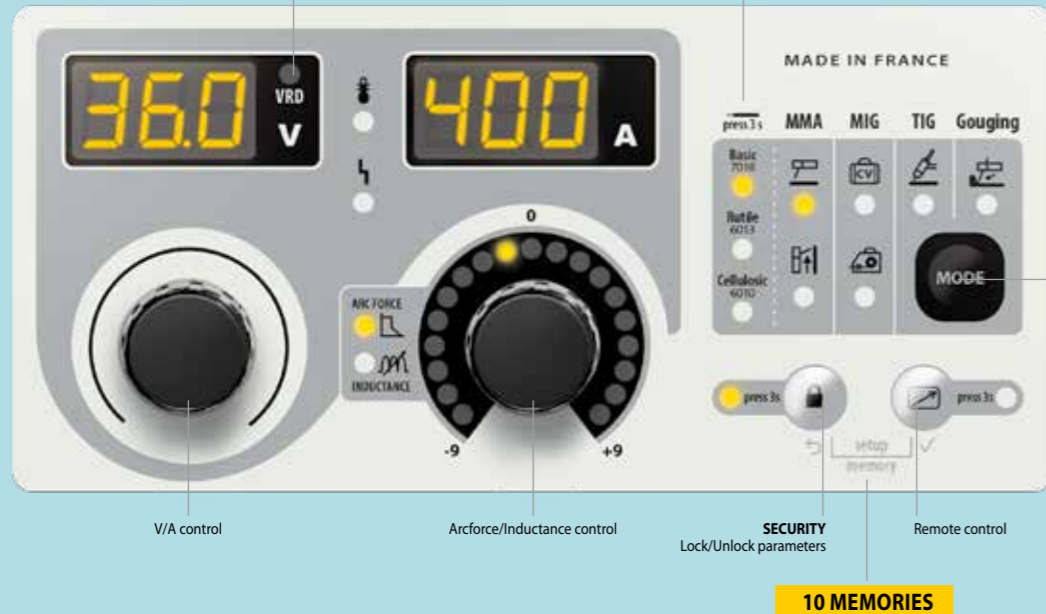 36.0
VRD
V
400
A
MADE IN FRANCE
press 3 s
MMA
MIG
TIG
Gouging
Basic
7018
CV
Rutile
6013
Cellulosic
6010
MODE
0
ARC FORCE
INDUCTANCE
-9
+9
press 3s
press 3s
setup
memory
V/A control
Arcforce/Inductance control
SECURITY
Lock/Unlock parameters
Remote control
10 MEMORIES